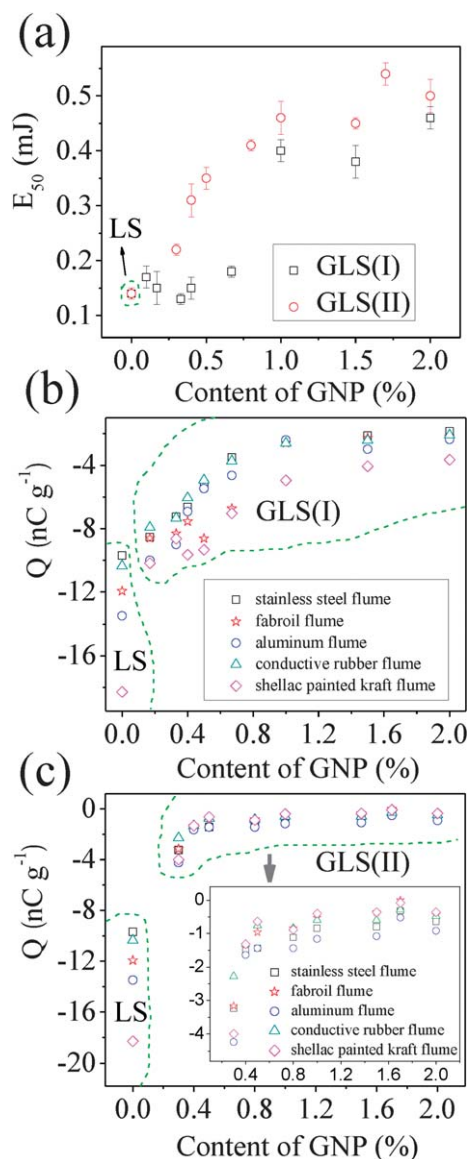 (a)
E50 (mJ)
0.5
0.4
0.3
0.2
0.1
LS
GLS(I)
GLS(II)
0.0 0.5 1.0 1.5 2.0
Content of GNP (%)
(b)
Q (nC g-1)
-4
-8
-12
-16
GLS(I)
LS
stainless steel flume
fabroil flume
aluminum flume
conductive rubber flume
shellac painted kraft flume
0.0 0.4 0.8 1.2 1.6 2.0
Content of GNP (%)
(c)
Q (nC g-1)
0
-4
-8
-12
-16
-20
GLS(II)
LS
0
-1
-2
-3
-4
stainless steel flume
fabroil flume
aluminum flume
conductive rubber flume
shellac painted kraft flume
0.4 0.8 1.2 1.6 2.0
0.0 0.4 0.8 1.2 1.6 2.0
Content of GNP (%)